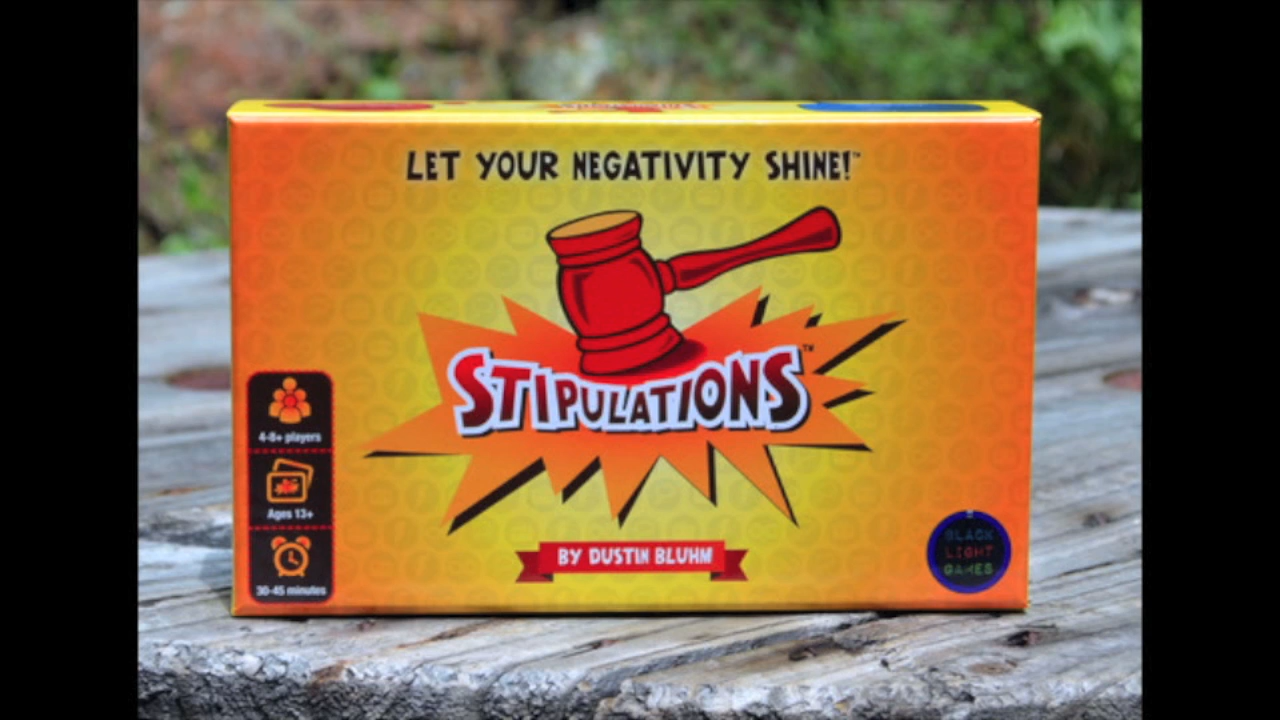 LET YOUR NEGATIVITY SHINE!™
STIPULATIONS™
4-8+ players
Ages 13+
30-45 minutes
BY DUSTIN BLUHM
BLACK
LIGHT
GAMES